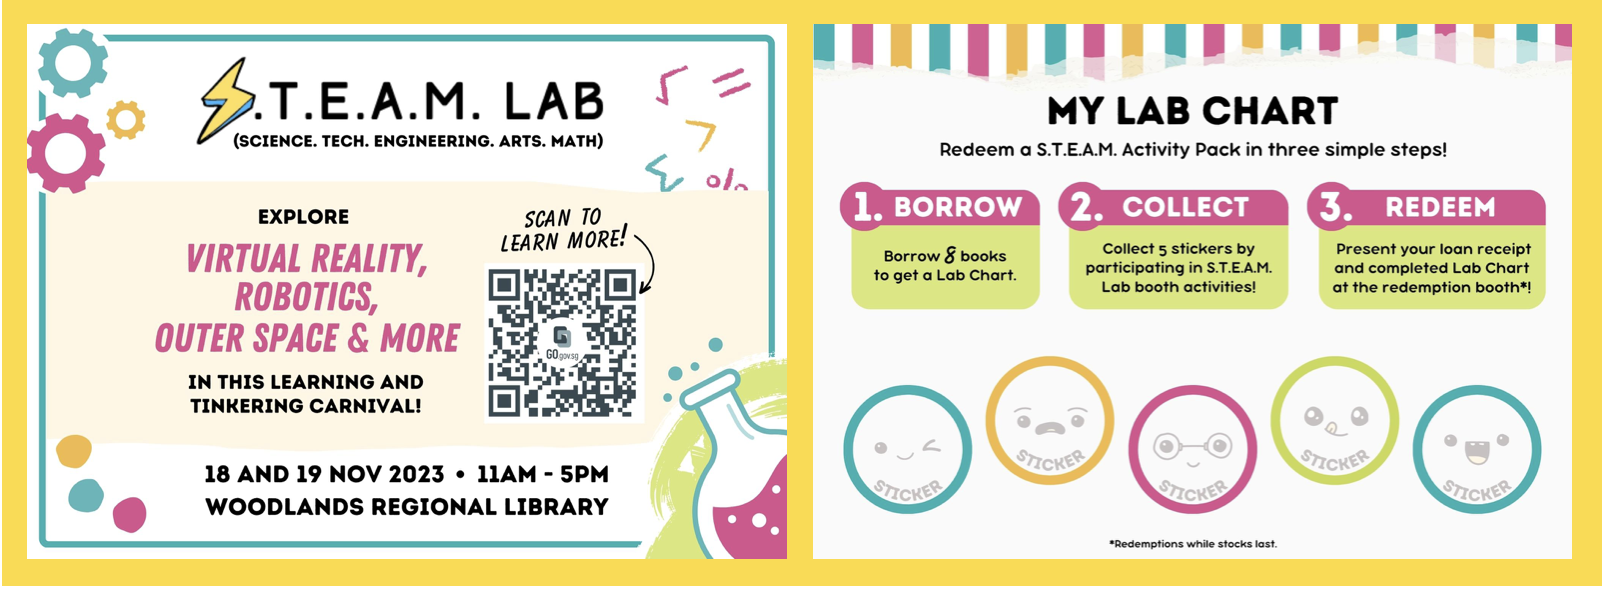 S.T.E.A.M. LAB
(SCIENCE. TECH. ENGINEERING. ARTS. MATH)
EXPLORE
VIRTUAL REALITY,
ROBOTICS,
OUTER SPACE & MORE
IN THIS LEARNING AND
TINKERING CARNIVAL!
SCAN TO
LEARN MORE!
GO.gov.sg
18 AND 19 NOV 2023 • 11AM - 5PM
WOODLANDS REGIONAL LIBRARY
MY LAB CHART
Redeem a S.T.E.A.M. Activity Pack in three simple steps!
1. BORROW
Borrow 8 books
to get a Lab Chart.
2. COLLECT
Collect 5 stickers by
participating in S.T.E.A.M.
Lab booth activities!
3. REDEEM
Present your loan receipt
and completed Lab Chart
at the redemption booth*!
STICKER
STICKER
STICKER
STICKER
STICKER
*Redemptions while stocks last.